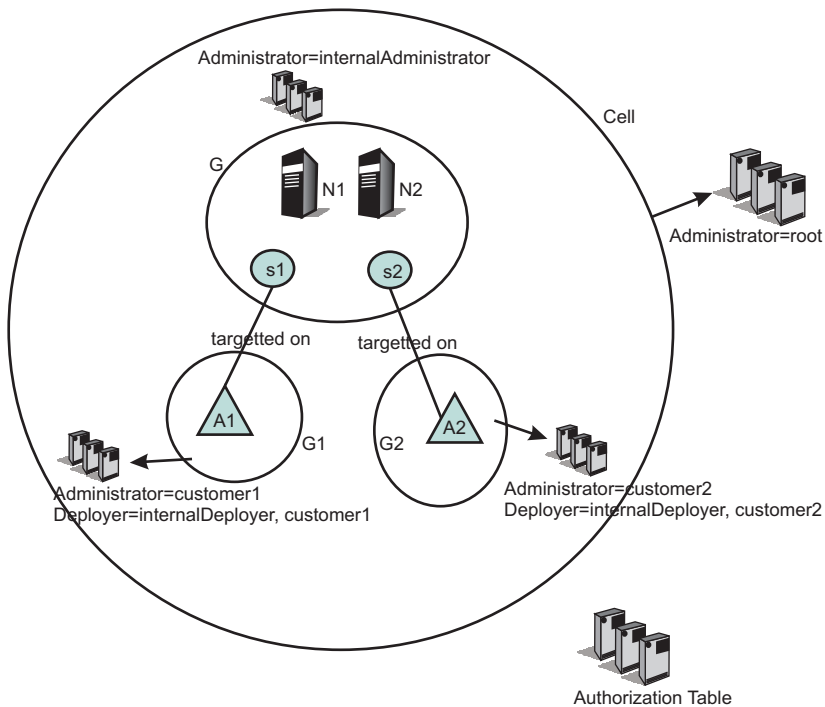 Administrator=internalAdministrator
Cell
G
N1
N2
Administrator=root
s1
s2
targetted on
targetted on
A1
A2
G1
G2
Administrator=customer1
Deployer=internalDeployer, customer1
Administrator=customer2
Deployer=internalDeployer, customer2
Authorization Table